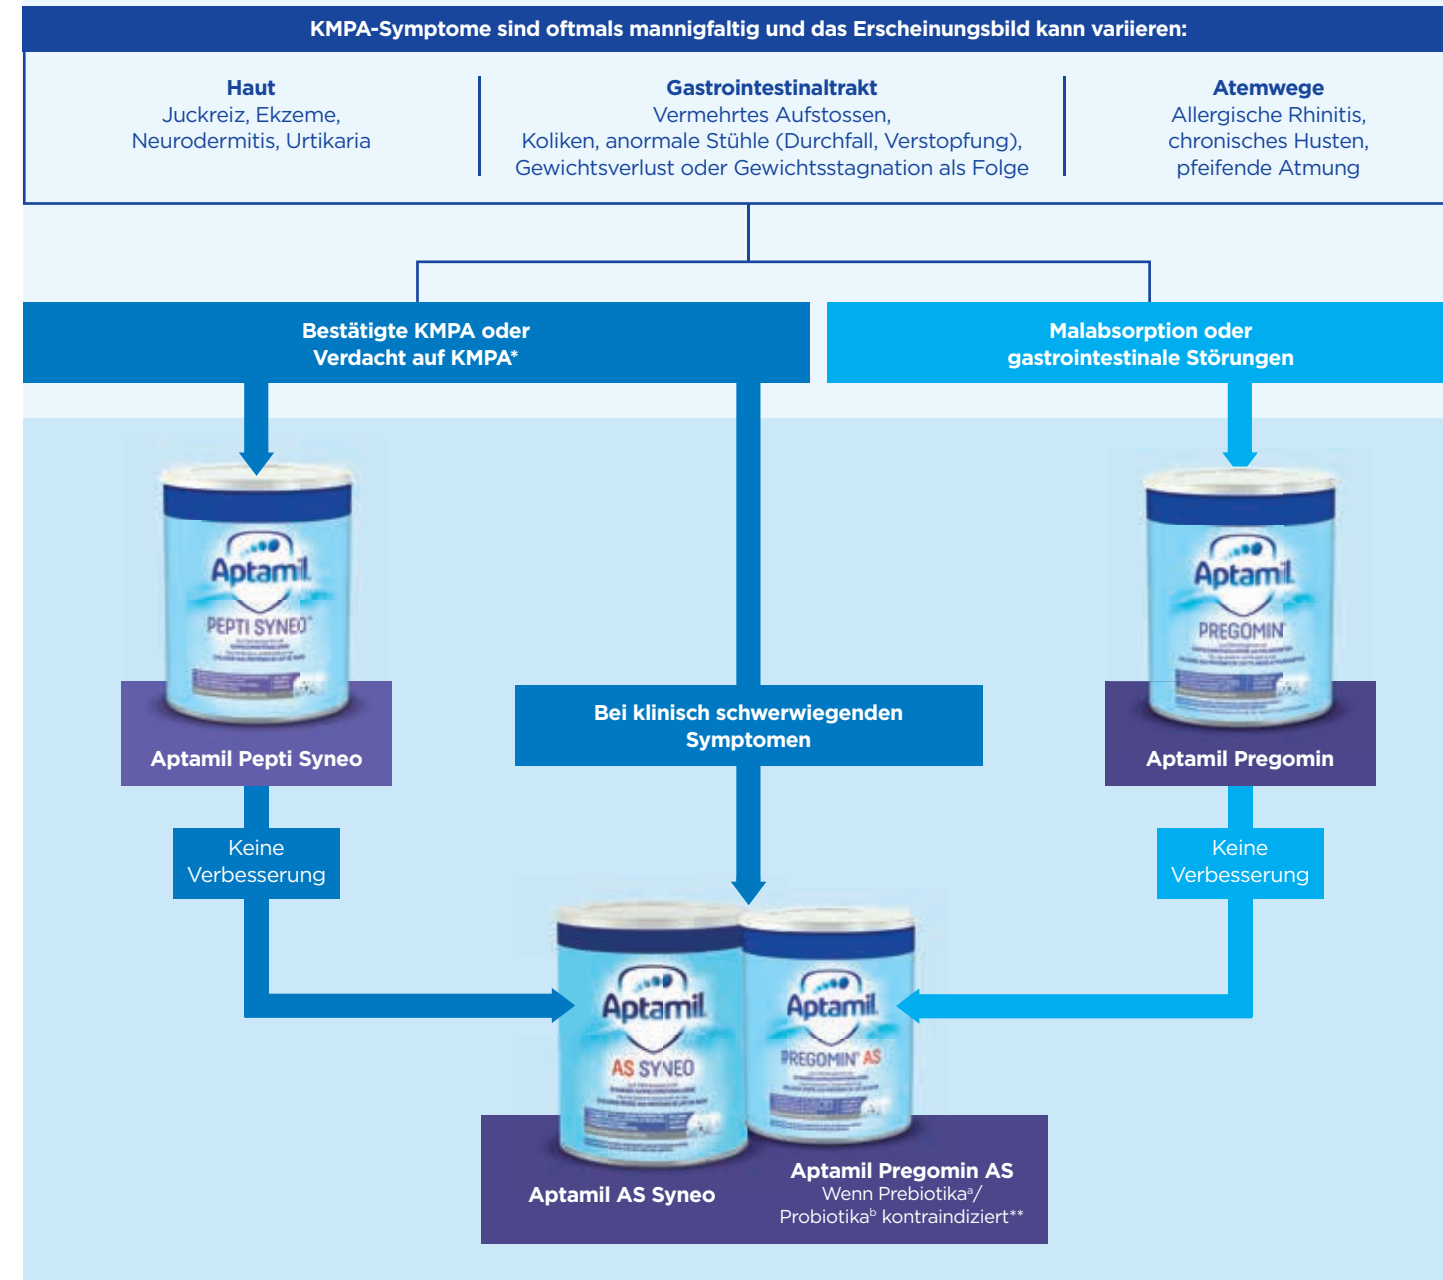 KMPA-Symptome sind oftmals mannigfaltig und das Erscheinungsbild kann variieren:
Haut
Juckreiz, Ekzeme,
Neurodermitis, Urtikaria
Gastrointestinaltrakt
Vermehrtes Aufstossen,
Koliken, anormale Stühle (Durchfall, Verstopfung),
Gewichtsverlust oder Gewichtsstagnation als Folge
Atemwege
Allergische Rhinitis,
chronisches Husten,
pfeifende Atmung
Bestätigte KMPA oder
Verdacht auf KMPA*
Malabsorption oder
gastrointestinale Störungen
Aptamil
PEPTI SYNEO™
Aptamil Pepti Syneo
Aptamil
PREGOMIN
Aptamil Pregomin
Bei klinisch schwerwiegenden
Symptomen
Keine
Verbesserung
Keine
Verbesserung
Aptamil
AS SYNEO
Aptamil
PREGOMIN® AS
Aptamil AS Syneo
Aptamil Pregomin AS
Wenn Prebiotikaᵃ/
Probiotikaᵇ kontraindiziert**